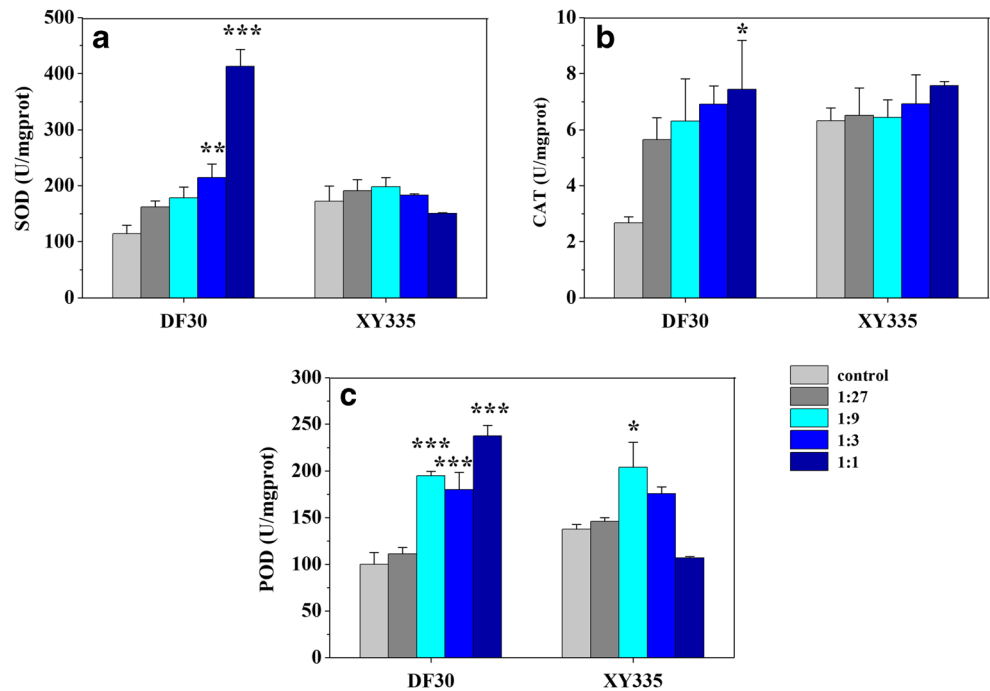 a
SOD (U/mgprot)
500
400
300
200
100
0
**
***
DF30
XY335
b
CAT (U/mgprot)
10
8
6
4
2
0
*
DF30
XY335
c
POD (U/mgprot)
300
250
200
150
100
50
0
***
***
***
*
DF30
XY335
control
1:27
1:9
1:3
1:1